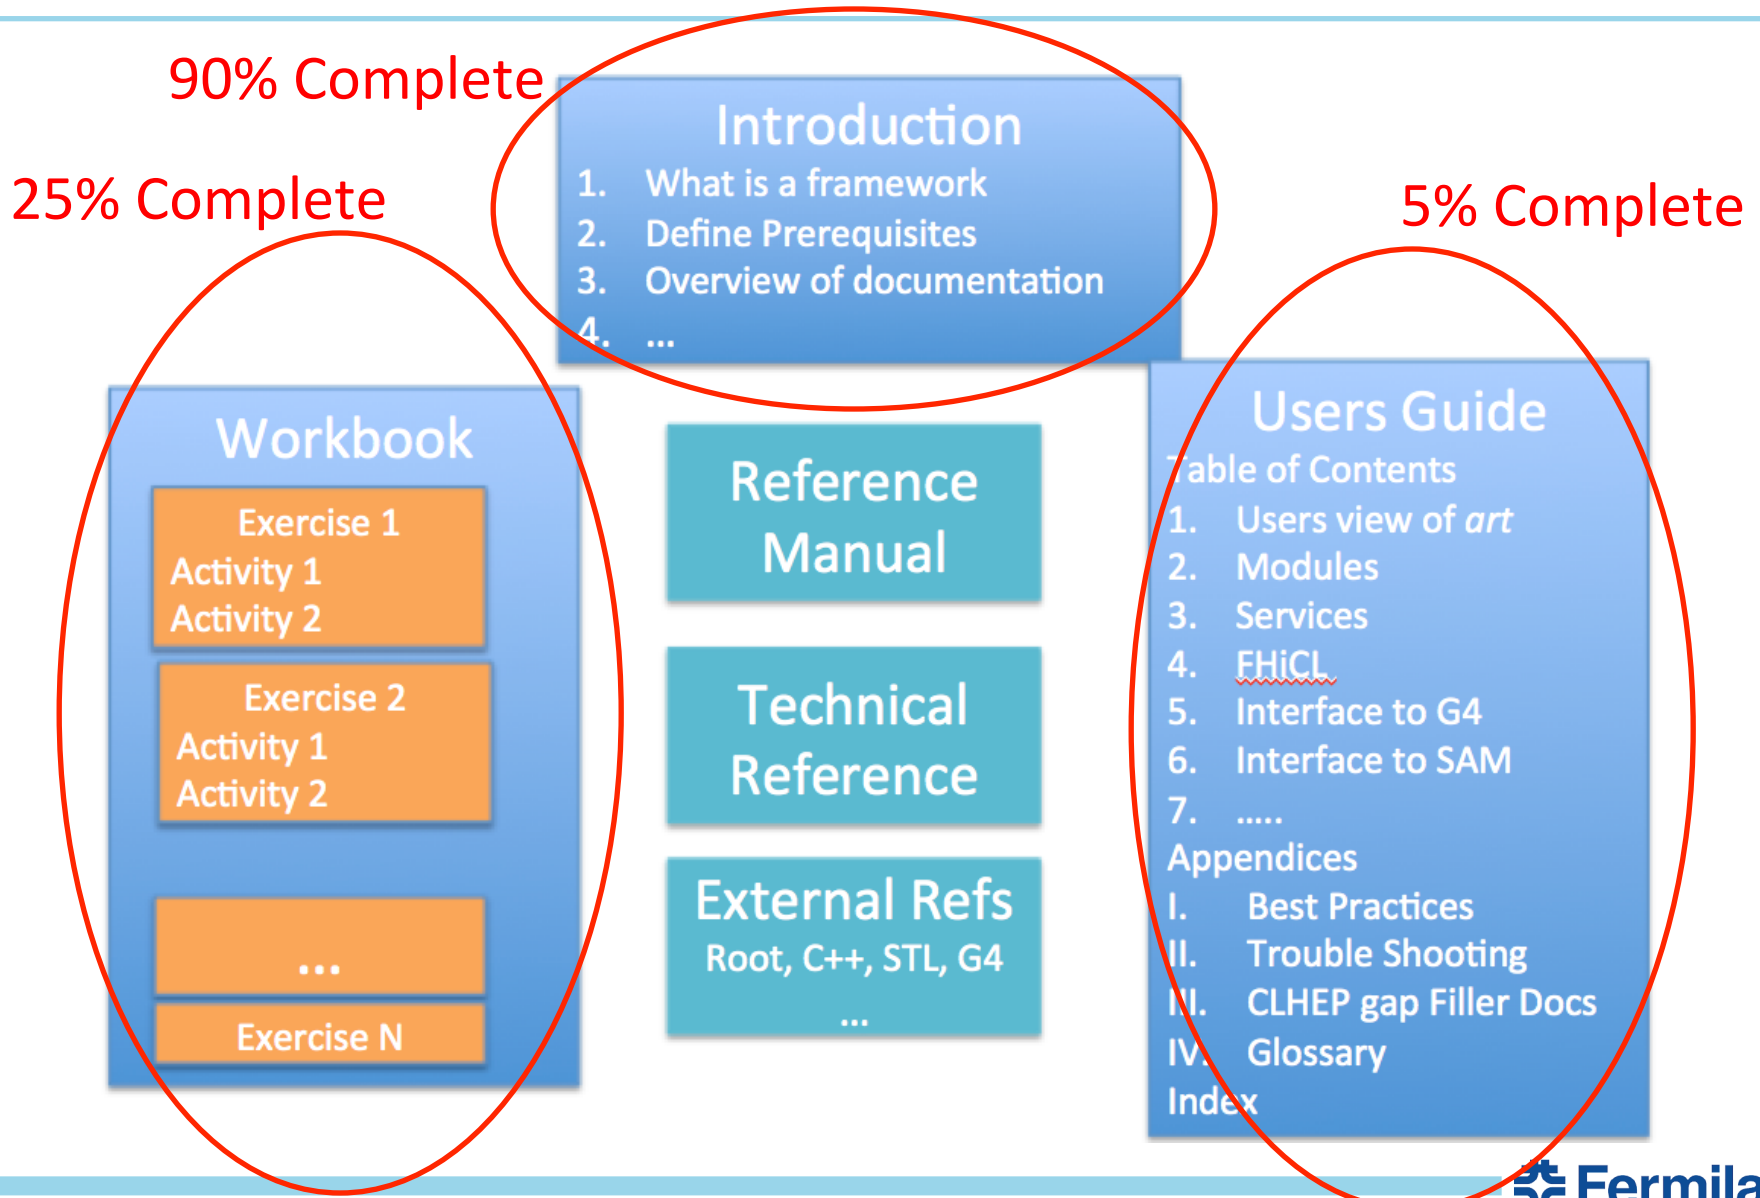 90% Complete
25% Complete
5% Complete
Introduction
1. What is a framework
2. Define Prerequisites
3. Overview of documentation
4. ...
Workbook
Exercise 1
Activity 1
Activity 2
Exercise 2
Activity 1
Activity 2
...
Exercise N
Reference
Manual
Technical
Reference
External Refs
Root, C++, STL, G4
...
Users Guide
Table of Contents
1. Users view of art
2. Modules
3. Services
4. FHiCL
5. Interface to G4
6. Interface to SAM
7. .....
Appendices
I. Best Practices
II. Trouble Shooting
III. CLHEP gap Filler Docs
IV. Glossary
Index
Fermila